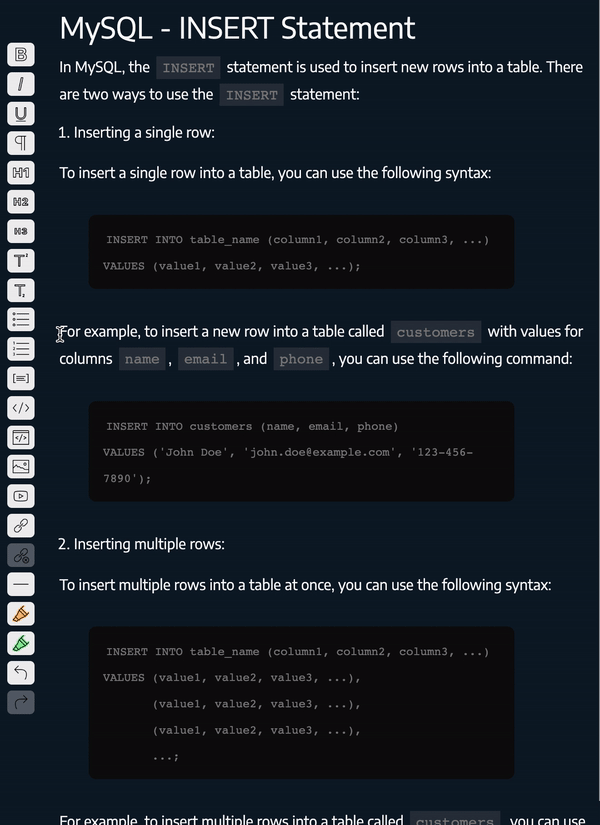 MySQL - INSERT Statement
In MySQL, the INSERT statement is used to insert new rows into a table. There
are two ways to use the INSERT statement:
1. Inserting a single row:
To insert a single row into a table, you can use the following syntax:
INSERT INTO table_name (column1, column2, column3, ...)
VALUES (value1, value2, value3, ...);
For example, to insert a new row into a table called customers with values for
columns name , email , and phone , you can use the following command:
INSERT INTO customers (name, email, phone)
VALUES ('John Doe', 'john.doe@example.com', '123-456-
7890');
2. Inserting multiple rows:
To insert multiple rows into a table at once, you can use the following syntax:
INSERT INTO table_name (column1, column2, column3, ...)
VALUES (value1, value2, value3, ...),
(value1, value2, value3, ...),
(value1, value2, value3, ...),
...;
For example, to insert multiple rows into a table called customers you can use
B
I
U
¶
H1
H2
H3
T²
T,
</>
</>